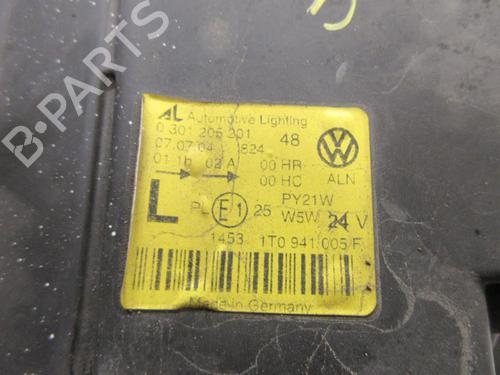 B-PARTS
AL Automotive Lighting
0 301 205 201
48
07.07.04 824
01 1b 02 A 00 HR ALN
00 HC
L PL E1 25 PY21W
W5W 24 V
1453 1T0 941 005 F
Made in Germany